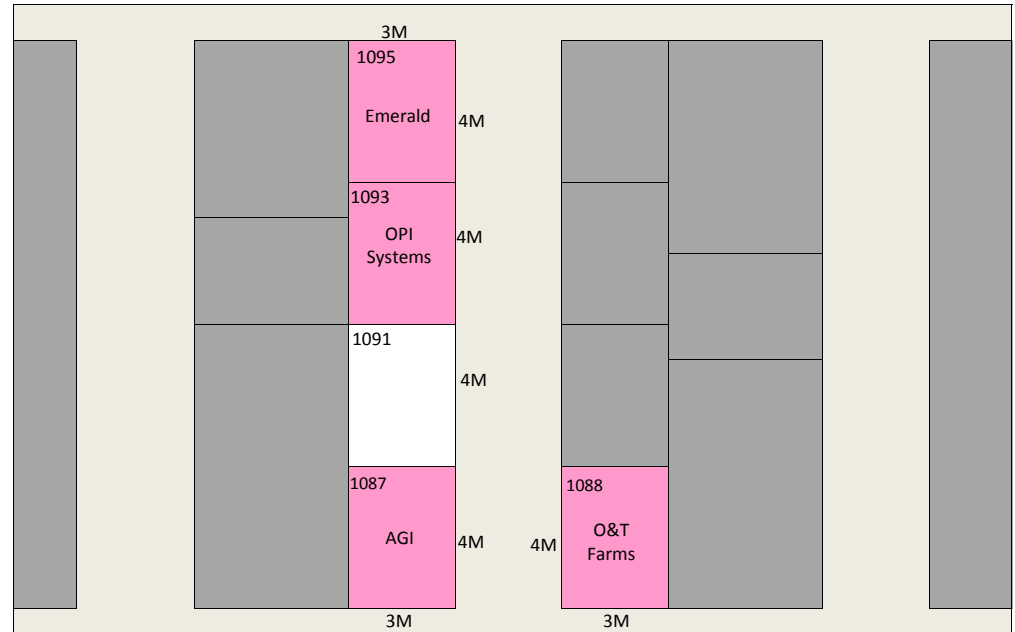 3M
1095
Emerald
4M
1093
OPI
Systems
4M
1091
4M
1087
AGI
4M
3M
1088
O&T
Farms
4M
3M